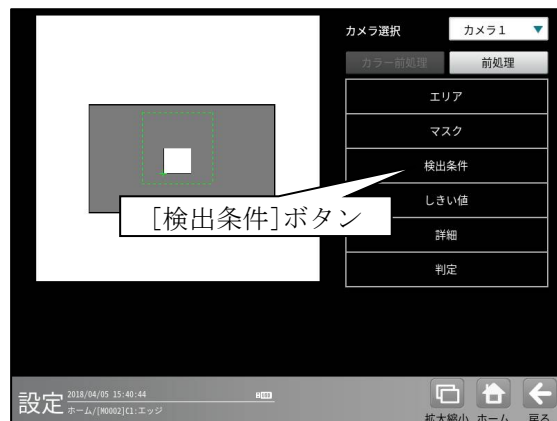 カメラ選択 カメラ1
カラー前処理 前処理
エリア
マスク
検出条件
しきい値
詳細
判定
[検出条件]ボタン
設定 2018/04/05 15:40:44
ホーム/[M0002]C1:エッジ
拡大縮小 ホーム 戻る